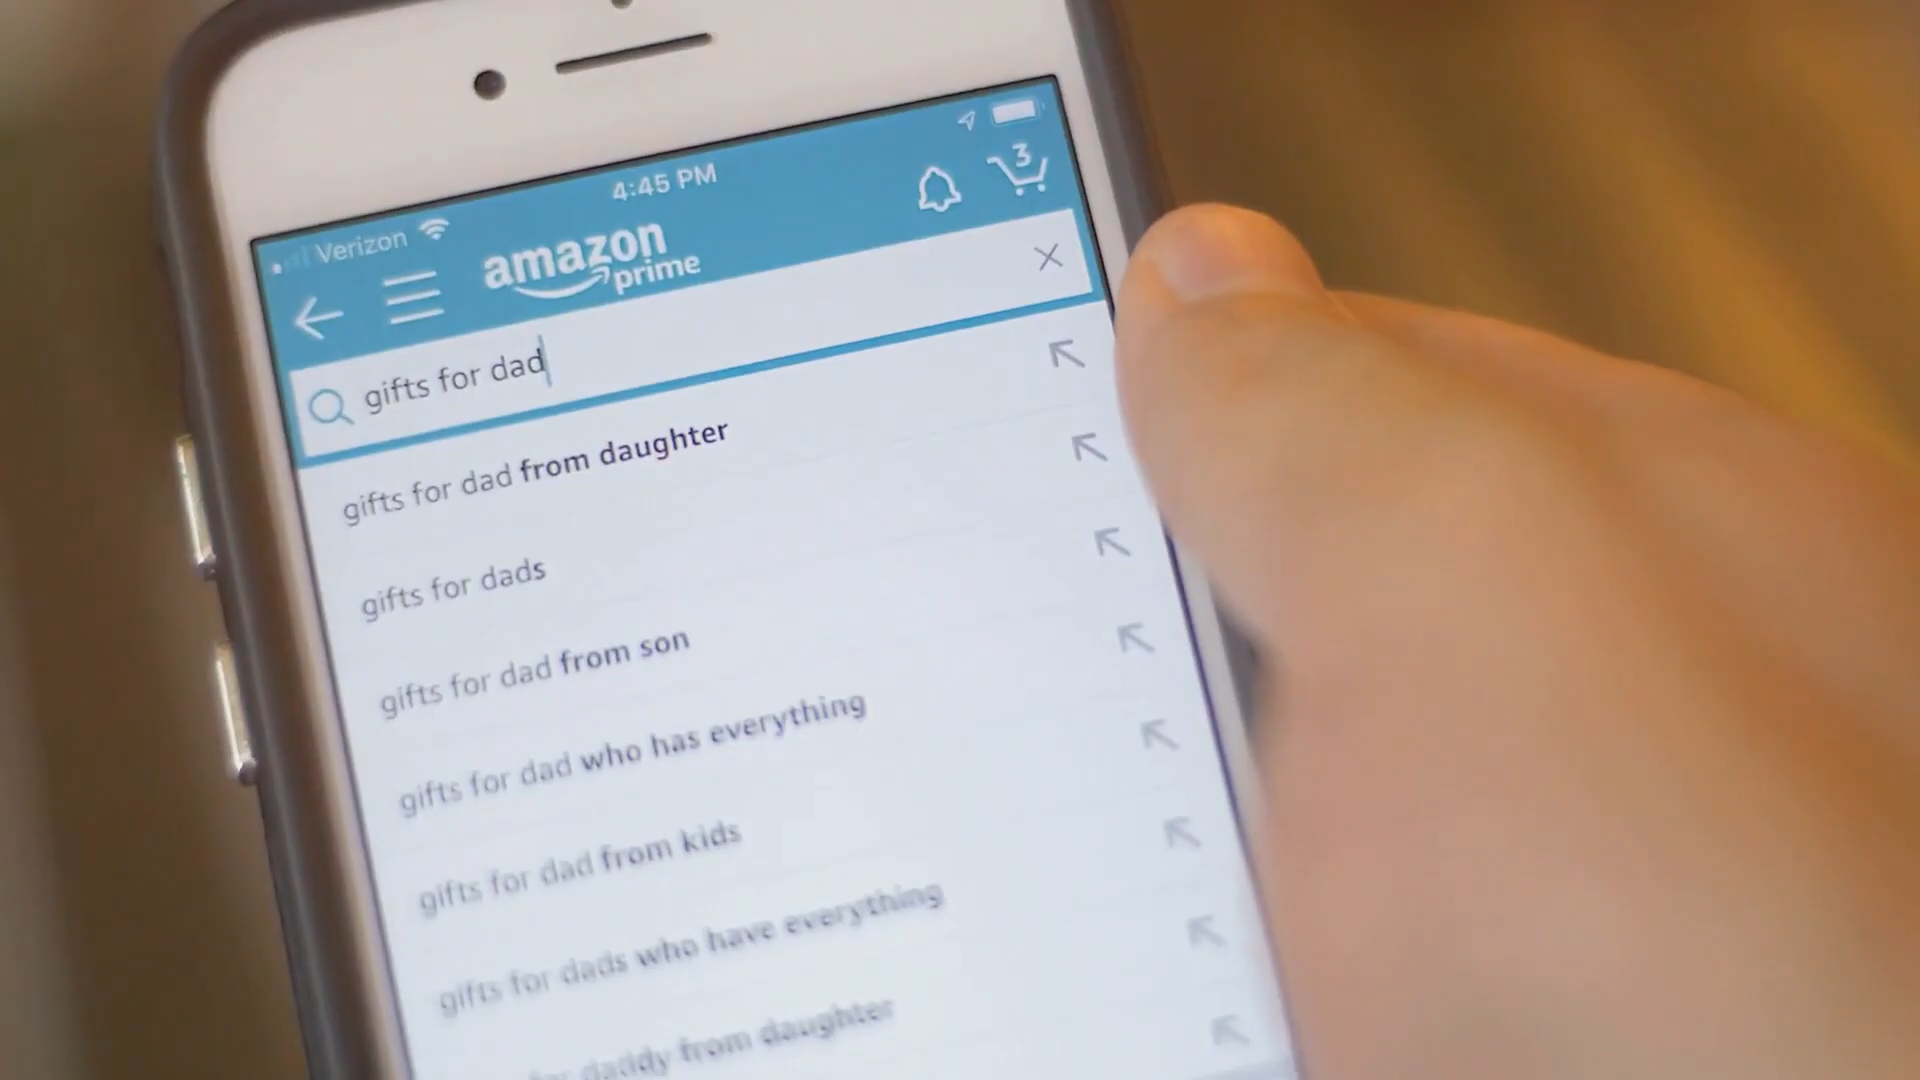 Verizon
4:45 PM
3
amazon
prime
gifts for dad
gifts for dad from daughter
gifts for dads
gifts for dad from son
gifts for dad who has everything
gifts for dad from kids
gifts for dads who have everything
for daddy from daughter